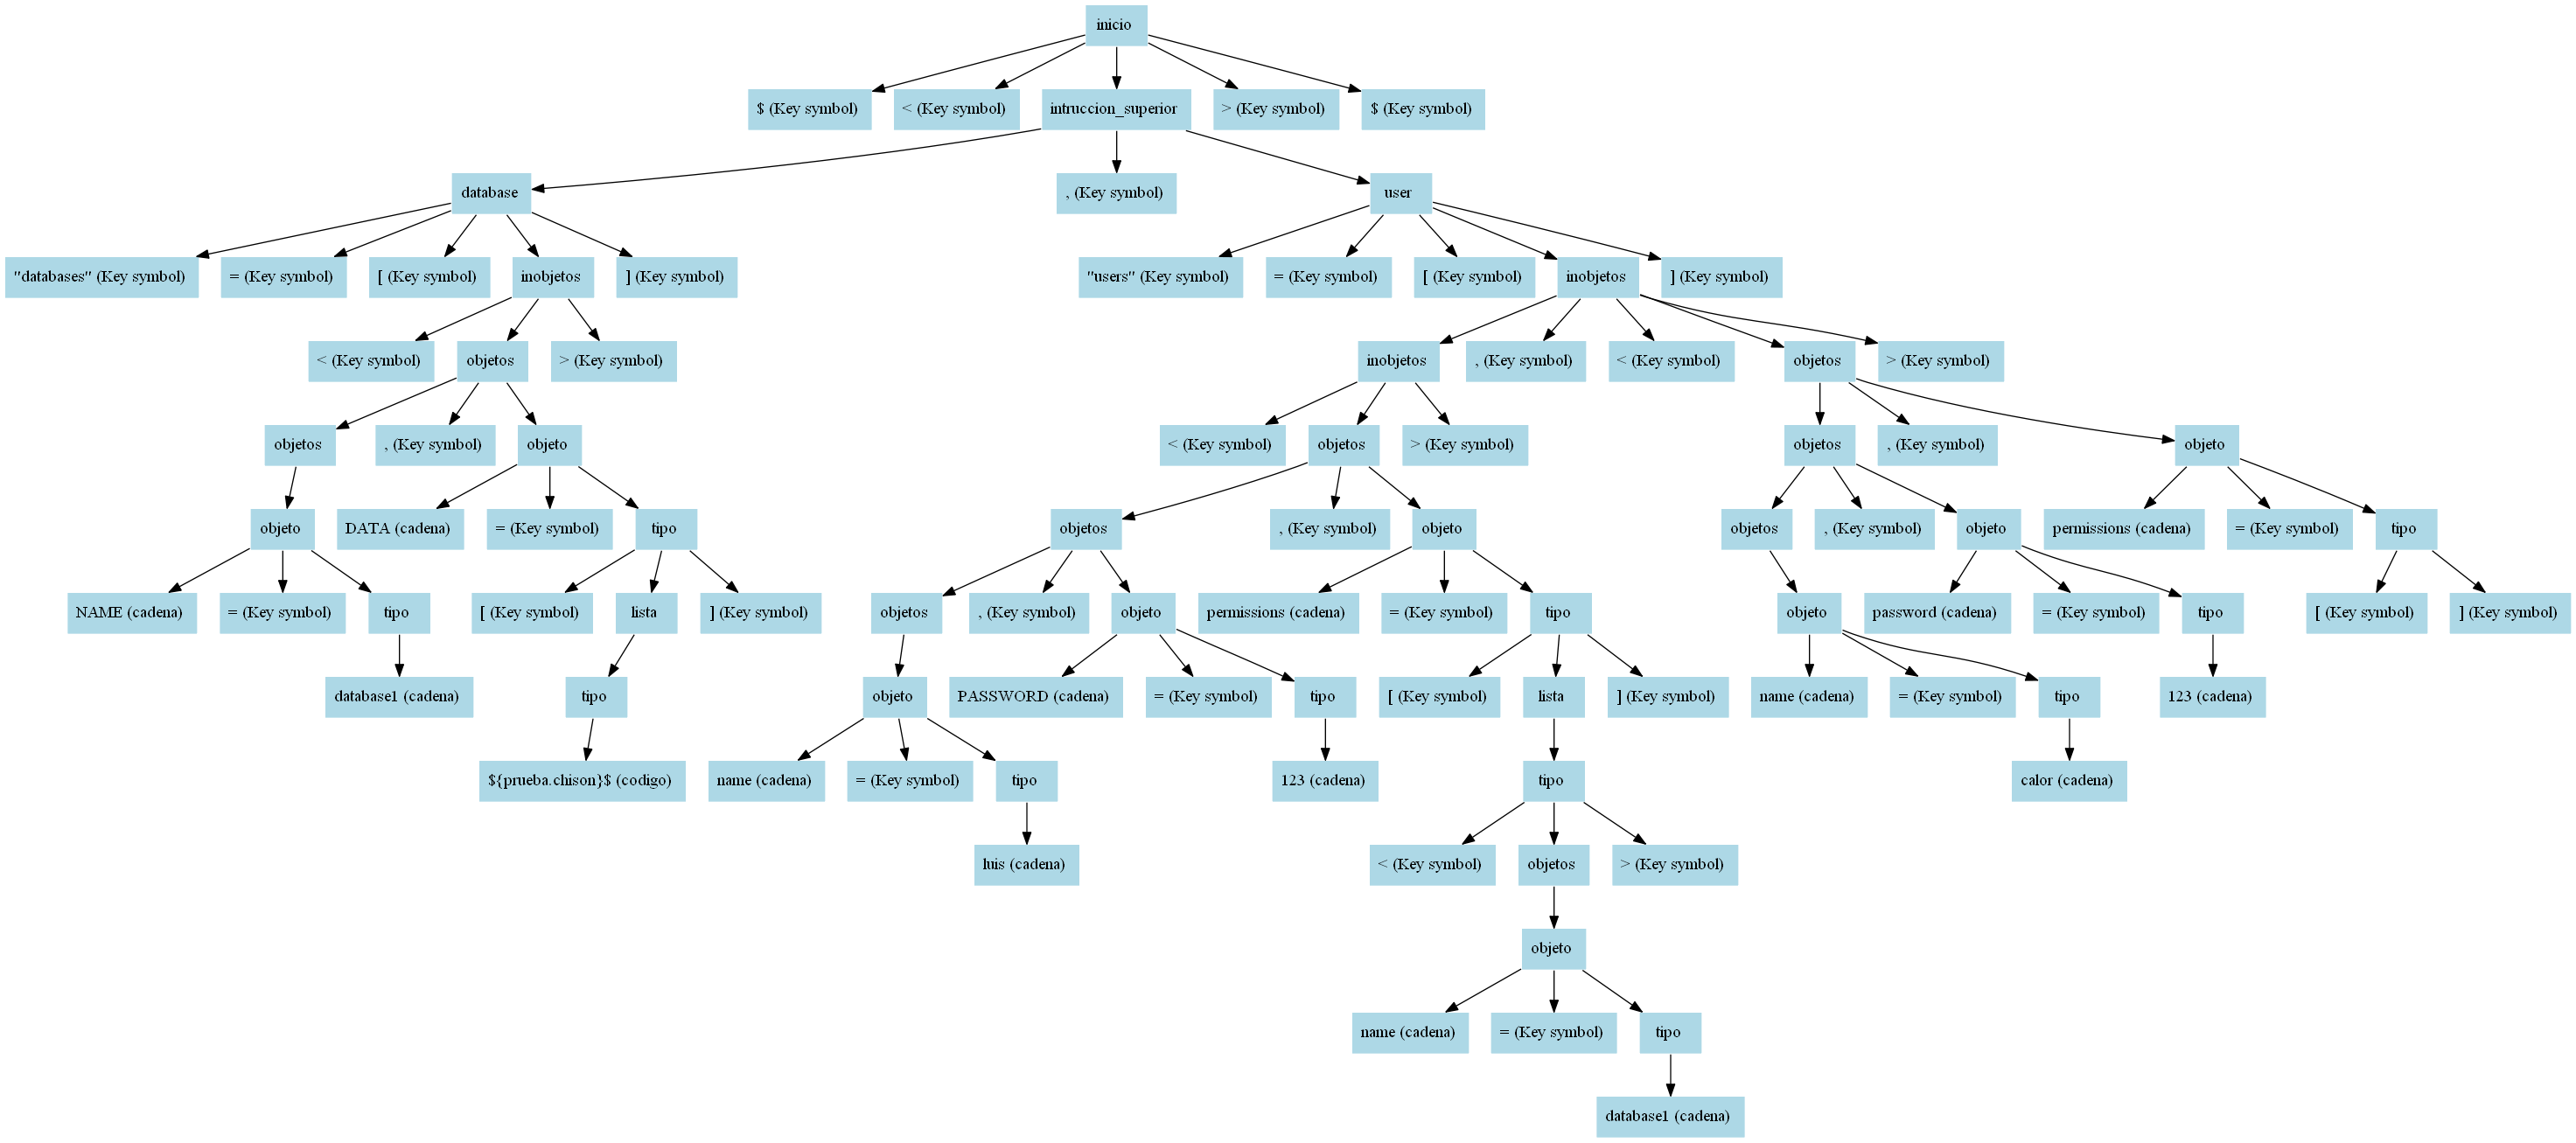 inicio
$ (Key symbol)
< (Key symbol)
intruccion_superior
> (Key symbol)
$ (Key symbol)
database
, (Key symbol)
user
"databases" (Key symbol)
= (Key symbol)
[ (Key symbol)
inobjetos
] (Key symbol)
"users" (Key symbol)
= (Key symbol)
[ (Key symbol)
inobjetos
] (Key symbol)
< (Key symbol)
objetos
> (Key symbol)
inobjetos
, (Key symbol)
< (Key symbol)
objetos
> (Key symbol)
objetos
, (Key symbol)
objeto
< (Key symbol)
objetos
> (Key symbol)
objetos
, (Key symbol)
objeto
objeto
DATA (cadena)
= (Key symbol)
tipo
objetos
, (Key symbol)
objeto
objetos
, (Key symbol)
objeto
permissions (cadena)
= (Key symbol)
tipo
NAME (cadena)
= (Key symbol)
tipo
[ (Key symbol)
lista
] (Key symbol)
objetos
, (Key symbol)
objeto
permissions (cadena)
= (Key symbol)
tipo
objeto
password (cadena)
= (Key symbol)
tipo
[ (Key symbol)
] (Key symbol)
database1 (cadena)
tipo
objeto
PASSWORD (cadena)
= (Key symbol)
tipo
[ (Key symbol)
lista
] (Key symbol)
name (cadena)
= (Key symbol)
tipo
123 (cadena)
${prueba.chison}$ (codigo)
name (cadena)
= (Key symbol)
tipo
123 (cadena)
tipo
calor (cadena)
luis (cadena)
< (Key symbol)
objetos
> (Key symbol)
objeto
name (cadena)
= (Key symbol)
tipo
database1 (cadena)